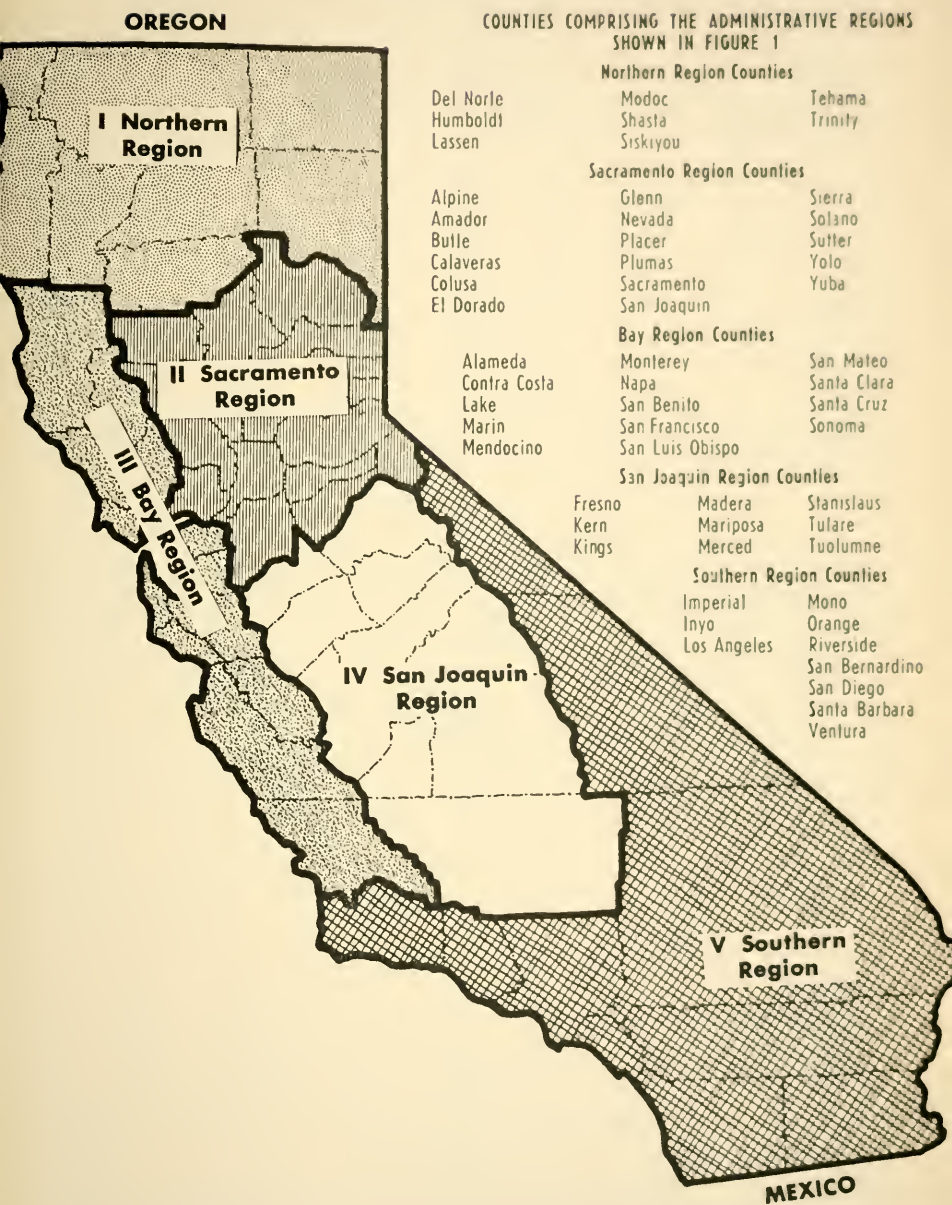 OREGON
COUNTIES COMPRISING THE ADMINISTRATIVE REGIONS
SHOWN IN FIGURE 1
Northern Region Counties
Del Norte Modoc Tehama
Humboldt Shasta Trinity
Lassen Siskiyou
Sacramento Region Counties
Alpine Glenn Sierra
Amador Nevada Solano
Butte Placer Sutter
Calaveras Plumas Yolo
Colusa Sacramento Yuba
El Dorado San Joaquin
Bay Region Counties
Alameda Monterey San Mateo
Contra Costa Napa Santa Clara
Lake San Benito Santa Cruz
Marin San Francisco Sonoma
Mendocino San Luis Obispo
San Joaquin Region Counties
Fresno Madera Stanislaus
Kern Mariposa Tulare
Kings Merced Tuolumne
Southern Region Counties
Imperial Mono
Inyo Orange
Los Angeles Riverside
San Bernardino
San Diego
Santa Barbara
Ventura
I Northern
Region
II Sacramento
Region
III Bay Region
IV San Joaquin
Region
V Southern
Region
MEXICO